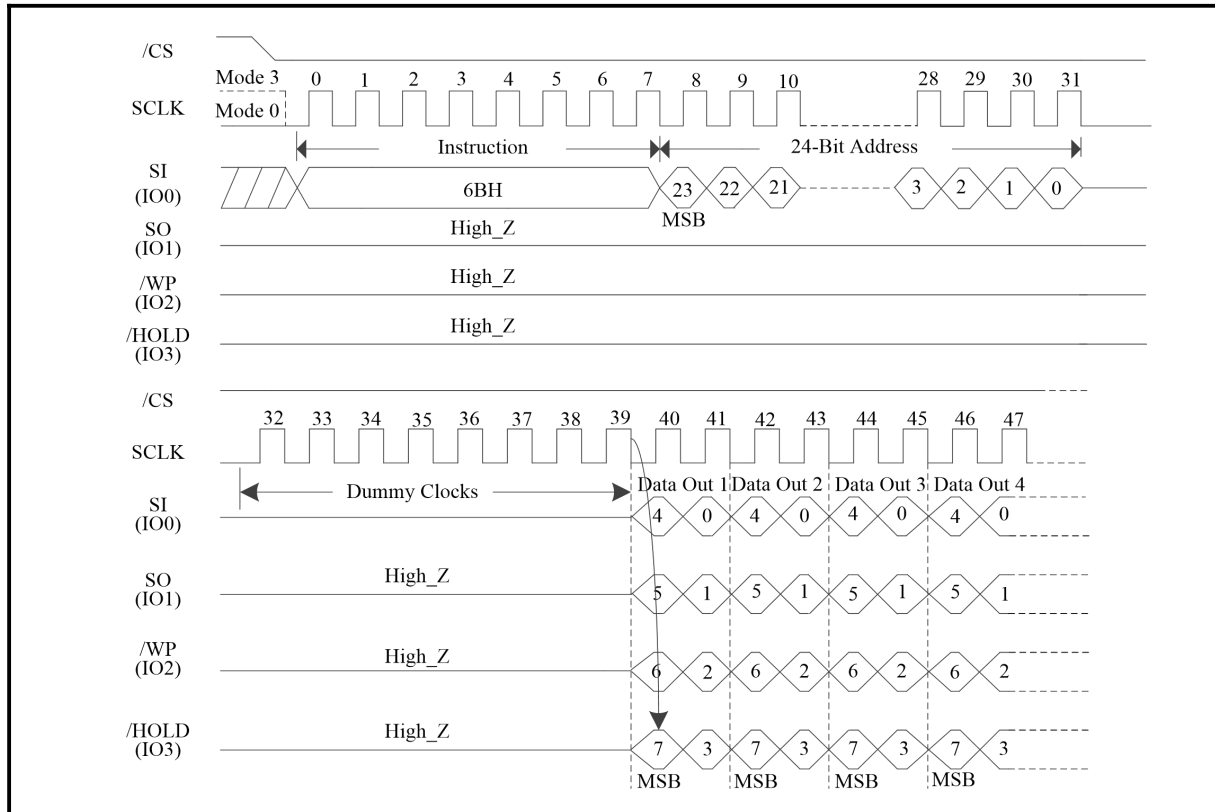 /CS
Mode 3 0 1 2 3 4 5 6 7 8 9 10 28 29 30 31
SCLK Mode 0
Instruction 24-Bit Address
SI
(IO0) 6BH 23 22 21 3 2 1 0
MSB
SO
(IO1) High_Z
/WP
(IO2) High_Z
/HOLD
(IO3) High_Z
/CS
32 33 34 35 36 37 38 39 40 41 42 43 44 45 46 47
SCLK
Dummy Clocks Data Out 1 Data Out 2 Data Out 3 Data Out 4
SI
(IO0) 4 0 4 0 4 0 4 0
SO
(IO1) High_Z 5 1 5 1 5 1 5 1
/WP
(IO2) High_Z 6 2 6 2 6 2 6 2
/HOLD
(IO3) High_Z 7 3 7 3 7 3 7 3
MSB MSB MSB MSB